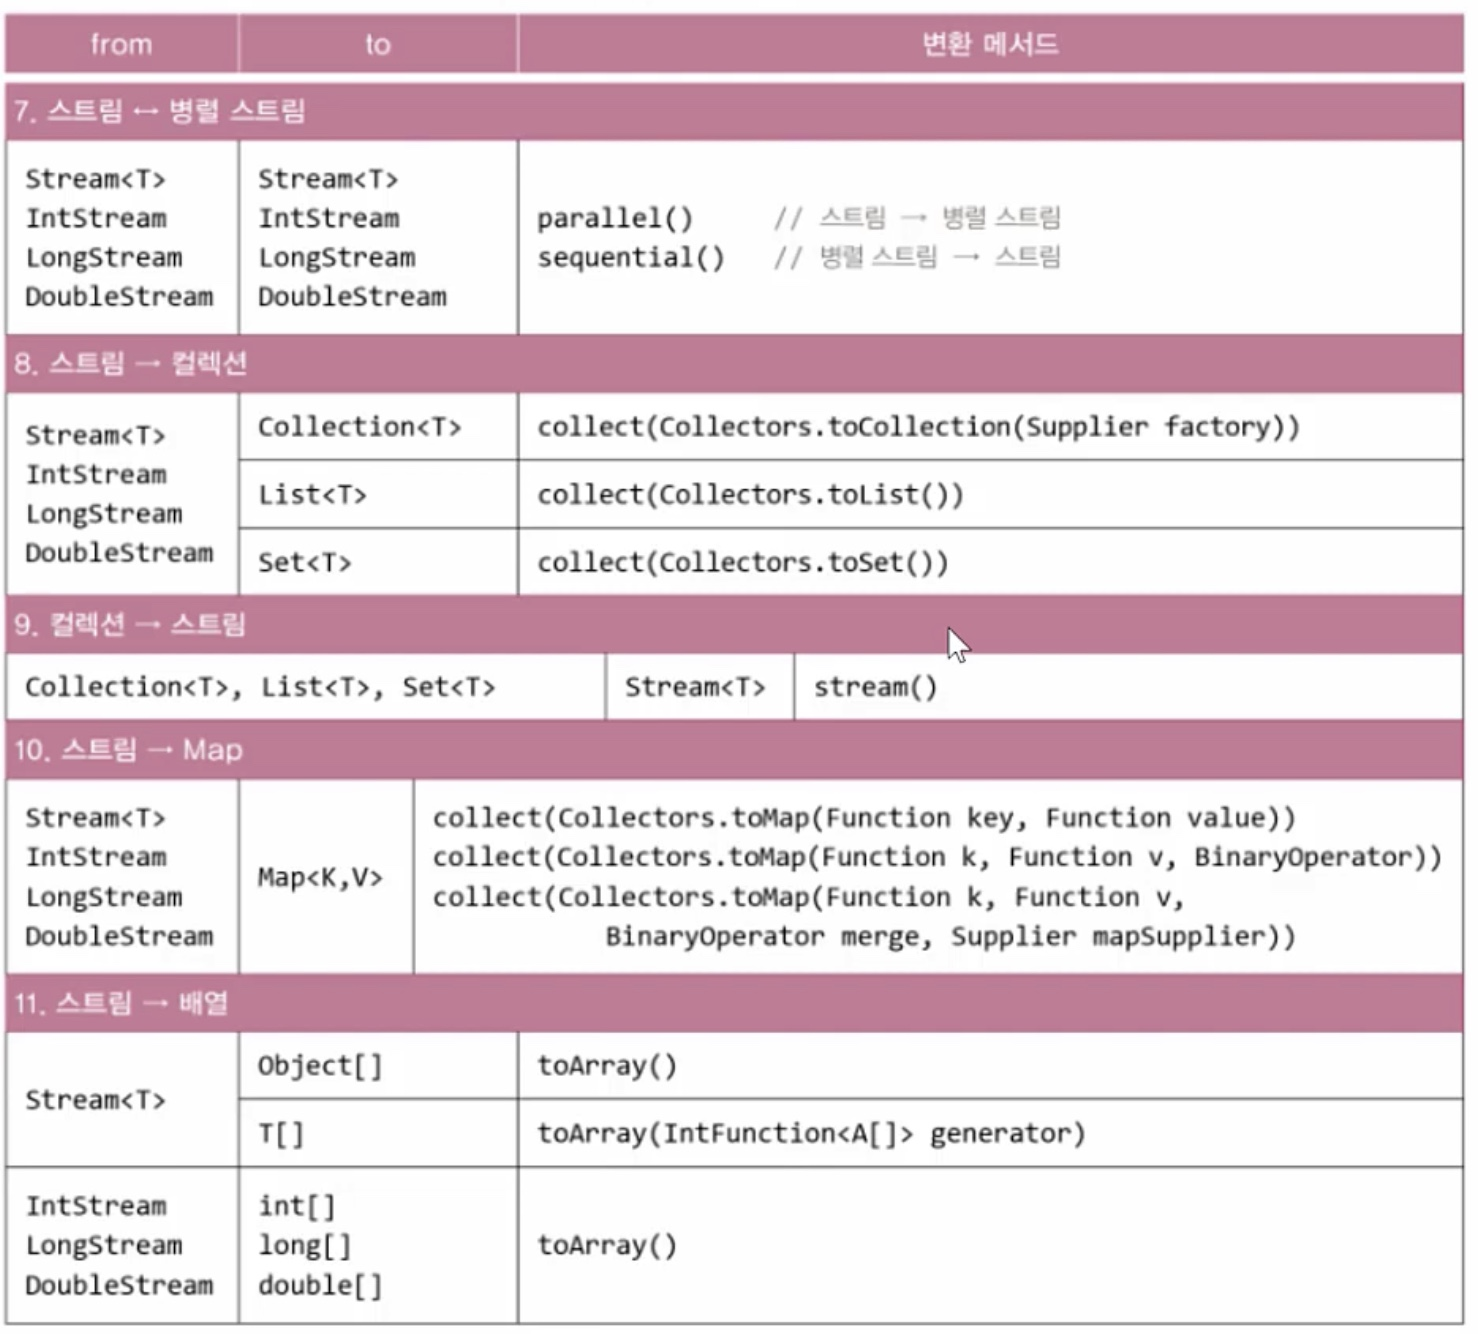 from to 변환 메서드
7. 스트림 ↔ 병렬 스트림
Stream<T> Stream<T>
IntStream IntStream parallel() // 스트림 → 병렬 스트림
LongStream LongStream sequential() // 병렬 스트림 → 스트림
DoubleStream DoubleStream
8. 스트림 → 컬렉션
Stream<T>
IntStream
LongStream
DoubleStream
Collection<T> collect(Collectors.toCollection(Supplier factory))
List<T> collect(Collectors.toList())
Set<T> collect(Collectors.toSet())
9. 컬렉션 → 스트림
Collection<T>, List<T>, Set<T> Stream<T> stream()
10. 스트림 → Map
Stream<T>
IntStream
LongStream
DoubleStream
Map<K,V>
collect(Collectors.toMap(Function key, Function value))
collect(Collectors.toMap(Function k, Function v, BinaryOperator))
collect(Collectors.toMap(Function k, Function v,
BinaryOperator merge, Supplier mapSupplier))
11. 스트림 → 배열
Stream<T>
Object[] toArray()
T[] toArray(IntFunction<A[]> generator)
IntStream int[]
LongStream long[] toArray()
DoubleStream double[]